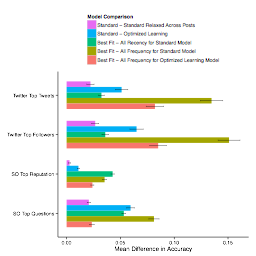 Model Comparison
Standard – Standard Relaxed Across Posts
Standard – Optimized Learning
Best Fit – All Recency for Standard Model
Best Fit – All Frequency for Standard Model
Best Fit – All Frequency for Optimized Learning Model
Twitter Top Tweets
Twitter Top Followers
SO Top Reputation
SO Top Questions
0.00 0.05 0.10 0.15
Mean Difference in Accuracy